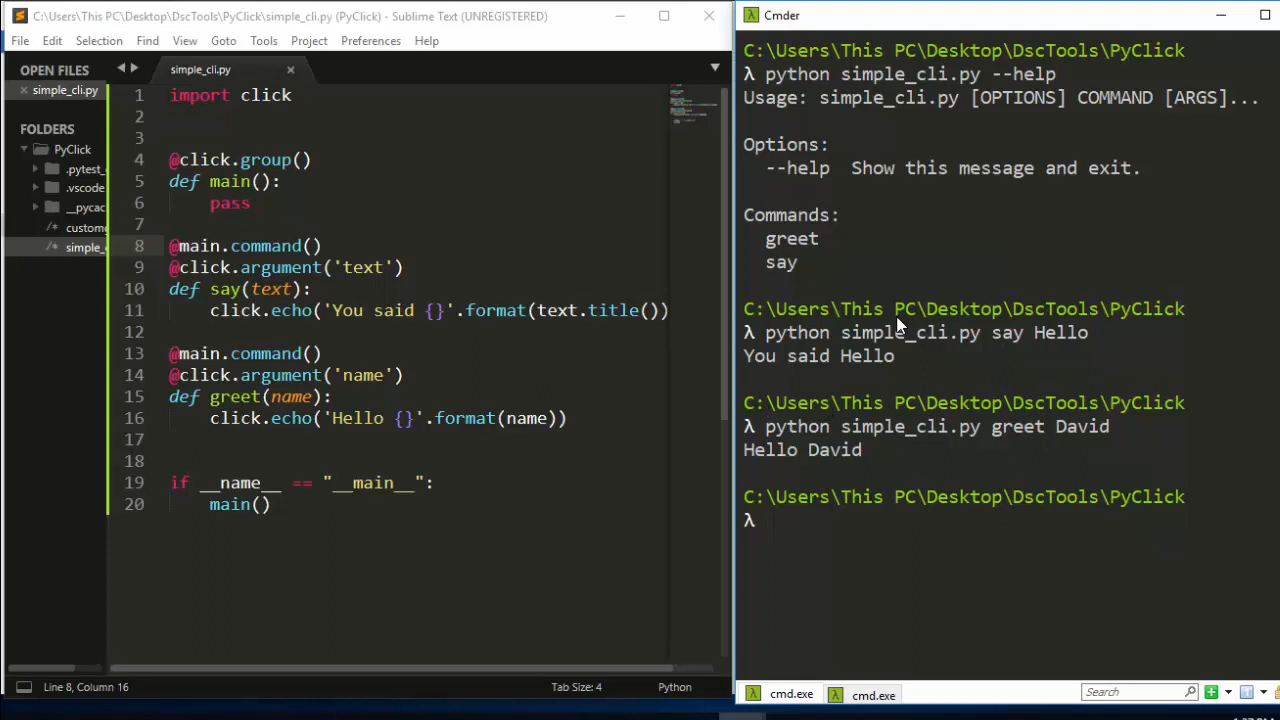 C:\Users\This PC\Desktop\DscTools\PyClick\simple_cli.py (PyClick) - Sublime Text (UNREGISTERED)
File Edit Selection Find View Goto Tools Project Preferences Help
OPEN FILES
simple_cli.py
FOLDERS
PyClick
.pytest_
.vscode
__pycac
custome
simple_c
simple_cli.py
1 import click
2
3
4 @click.group()
5 def main():
6 pass
7
8 @main.command()
9 @click.argument('text')
10 def say(text):
11 click.echo('You said {}'.format(text.title())
12
13 @main.command()
14 @click.argument('name')
15 def greet(name):
16 click.echo('Hello {}'.format(name))
17
18
19 if __name__ == "__main__":
20 main()
Line 8, Column 16
Tab Size: 4
Python
Cmder
C:\Users\This PC\Desktop\DscTools\PyClick
λ python simple_cli.py --help
Usage: simple_cli.py [OPTIONS] COMMAND [ARGS]...
Options:
--help Show this message and exit.
Commands:
greet
say
C:\Users\This PC\Desktop\DscTools\PyClick
λ python simple_cli.py say Hello
You said Hello
C:\Users\This PC\Desktop\DscTools\PyClick
λ python simple_cli.py greet David
Hello David
C:\Users\This PC\Desktop\DscTools\PyClick
λ
cmd.exe
cmd.exe
Search